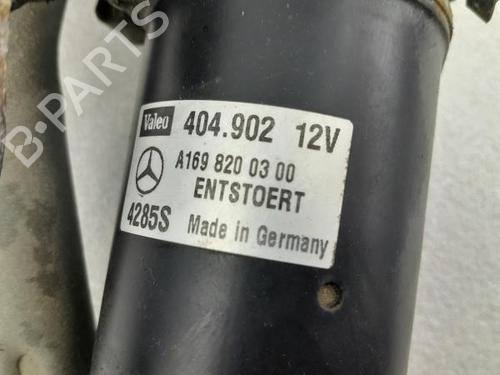 B-PARTS
Valeo 404.902 12V
A169 820 03 00
ENTSTOERT
4285S Made in Germany